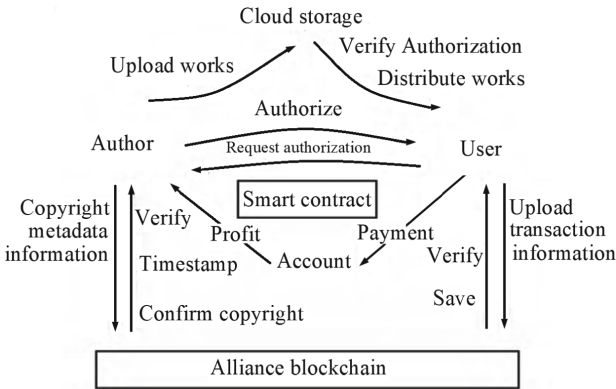 Cloud storage
Verify Authorization
Upload works
Distribute works
Authorize
Author
Request authorization
User
Smart contract
Copyright
metadata
information
Verify
Profit
Payment
Upload
transaction
information
Timestamp
Account
Verify
Save
Confirm copyright
Alliance blockchain